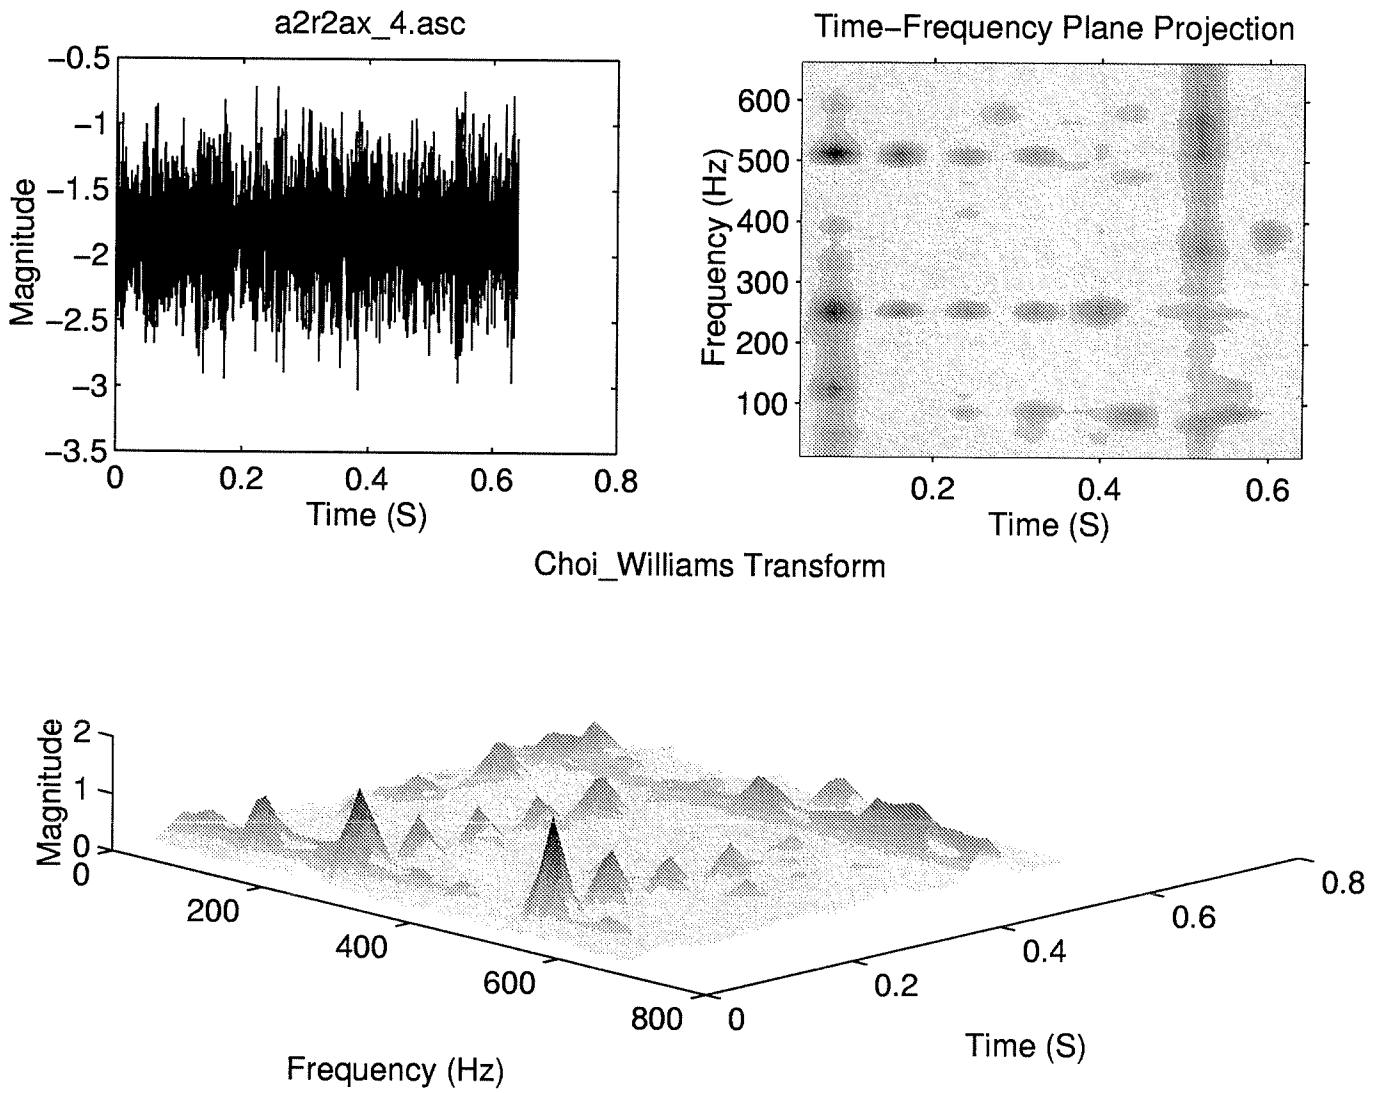 a2r2ax_4.asc
−0.5
−1
−1.5
−2
−2.5
−3
−3.5
Magnitude
0 0.2 0.4 0.6 0.8
Time (S)
Time−Frequency Plane Projection
600
500
400
300
200
100
Frequency (Hz)
0.2 0.4 0.6
Time (S)
Choi_Williams Transform
2
1
0
Magnitude
0
200
400
600
800
Frequency (Hz)
0
0.2
0.4
0.6
0.8
Time (S)